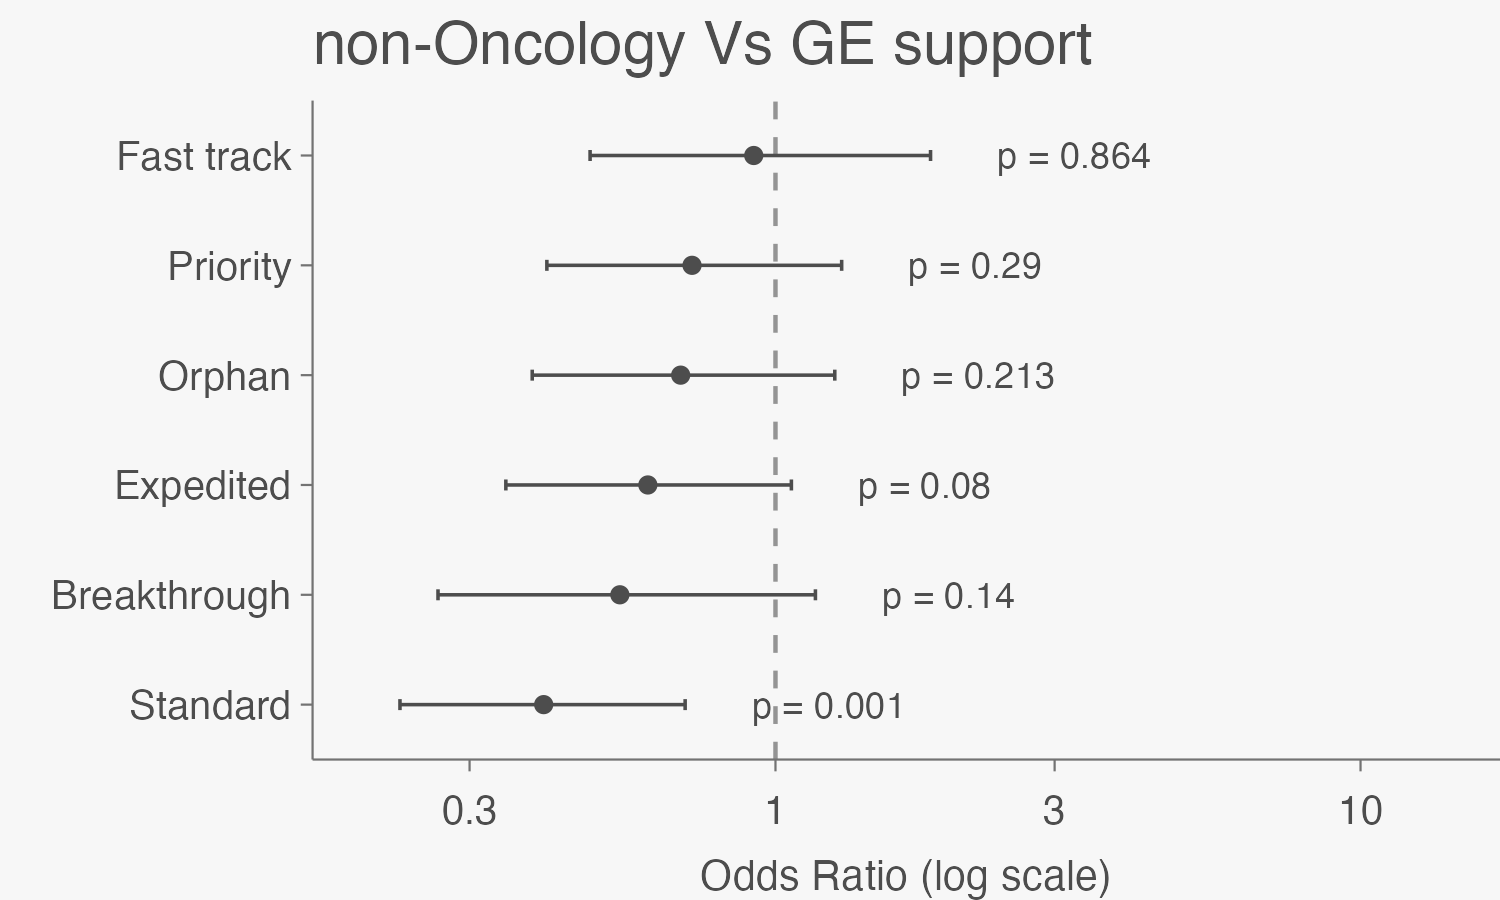 non-Oncology Vs GE support
Fast track p = 0.864
Priority p = 0.29
Orphan p = 0.213
Expedited p = 0.08
Breakthrough p = 0.14
Standard p = 0.001
0.3 1 3 10
Odds Ratio (log scale)